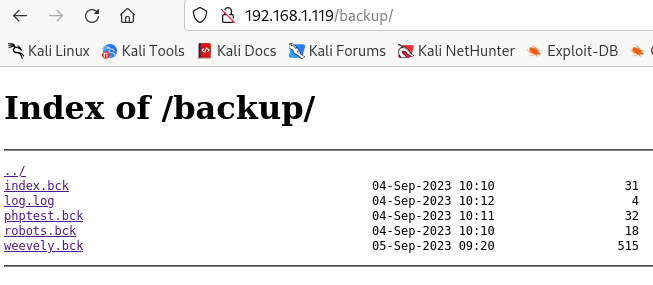 192.168.1.119/backup/
Kali Linux Kali Tools Kali Docs Kali Forums Kali NetHunter Exploit-DB
Index of /backup/
../
index.bck 04-Sep-2023 10:10 31
log.log 04-Sep-2023 10:12 4
phptest.bck 04-Sep-2023 10:11 32
robots.bck 04-Sep-2023 10:10 18
weevely.bck 05-Sep-2023 09:20 515